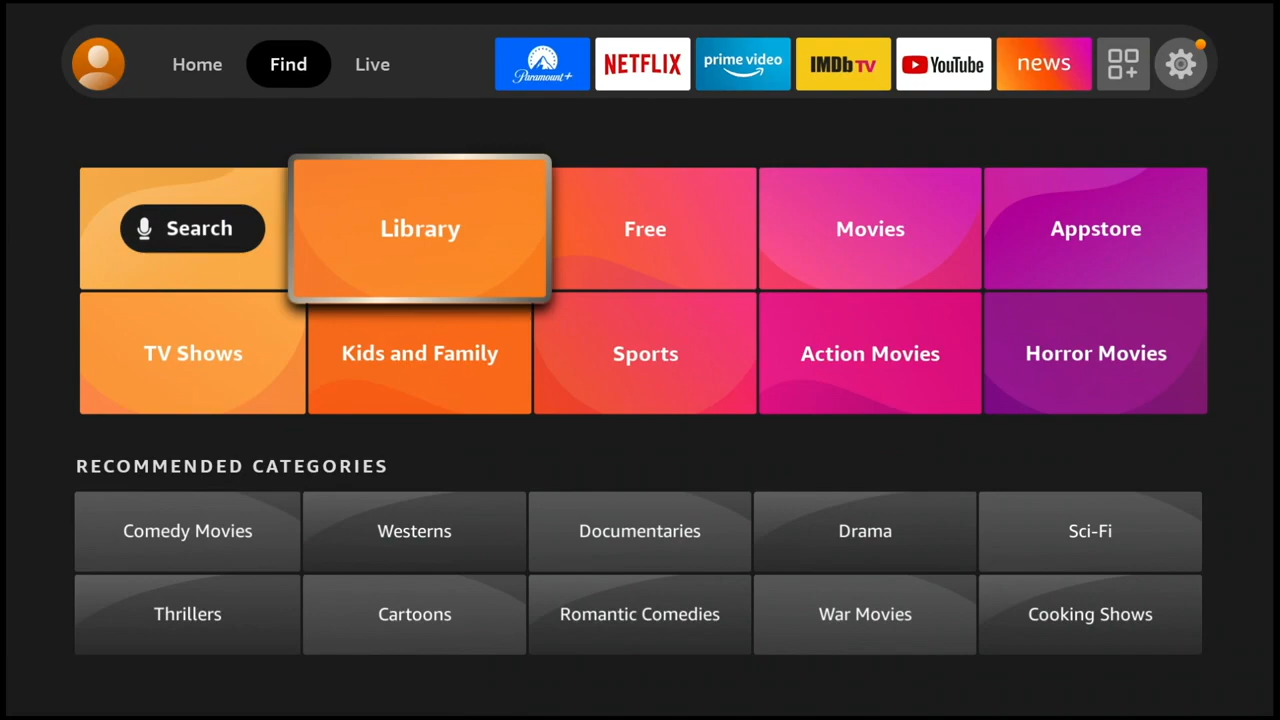 Home Find Live Paramount+ NETFLIX prime video IMDb TV YouTube news
Search Library Free Movies Appstore
TV Shows Kids and Family Sports Action Movies Horror Movies
RECOMMENDED CATEGORIES
Comedy Movies Westerns Documentaries Drama Sci-Fi
Thrillers Cartoons Romantic Comedies War Movies Cooking Shows